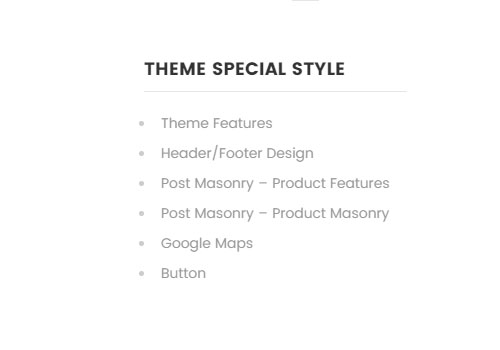 THEME SPECIAL STYLE
Theme Features
Header/Footer Design
Post Masonry – Product Features
Post Masonry – Product Masonry
Google Maps
Button